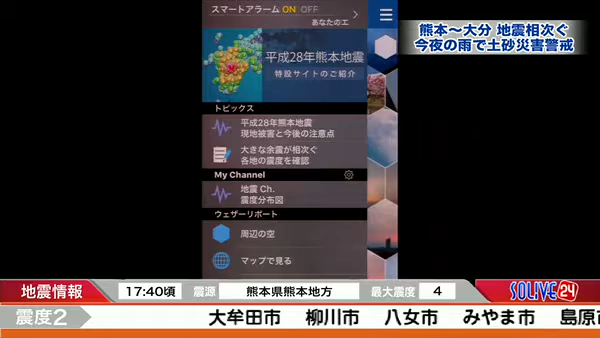 スマートアラーム ON OFF
あなたのエ
熊本～大分 地震相次ぐ
今夜の雨で土砂災害警戒
平成28年熊本地震
特設サイトのご紹介
トピックス
平成28年熊本地震
現地被害と今後の注意点
大きな余震が相次ぐ
各地の震度を確認
My Channel
地震 Ch.
震度分布図
ウェザーリポート
周辺の空
マップで見る
地震情報 17:40頃 震源 熊本県熊本地方 最大震度 4 SOLiVE24
震度2 大牟田市 柳川市 八女市 みやま市 島原市